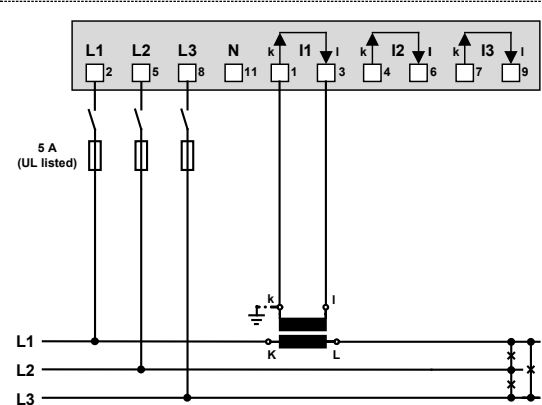 L1 L2 L3 N k I1 l k I2 l k I3 l
2 5 8 11 1 3 4 6 7 9
5 A
(UL listed)
k l
L1 K L
L2
L3